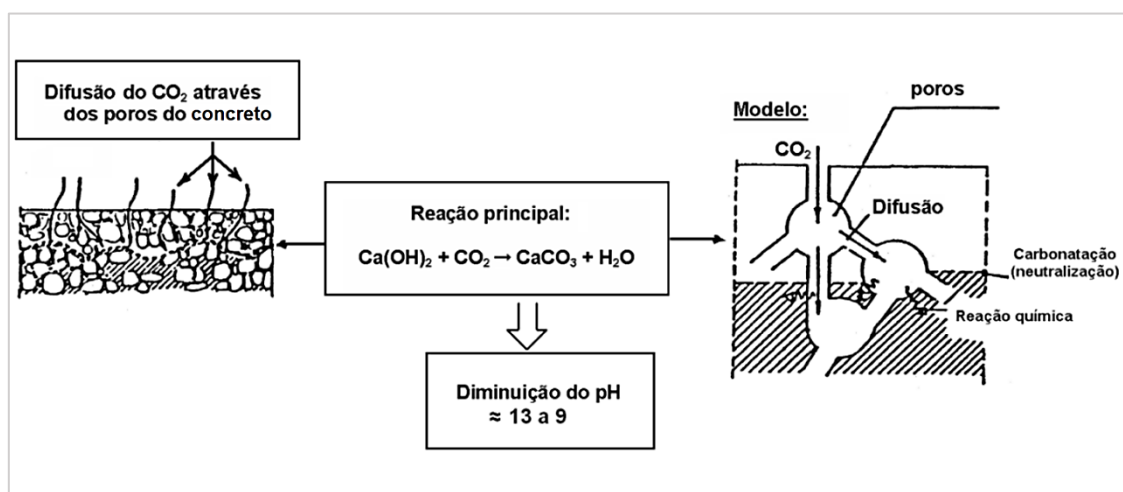 Difusão do CO₂ através
dos poros do concreto
Reação principal:
Ca(OH)₂ + CO₂ → CaCO₃ + H₂O
Diminuição do pH
≈ 13 a 9
Modelo:
poros
CO₂
Difusão
Carbonatação
(neutralização)
Reação química